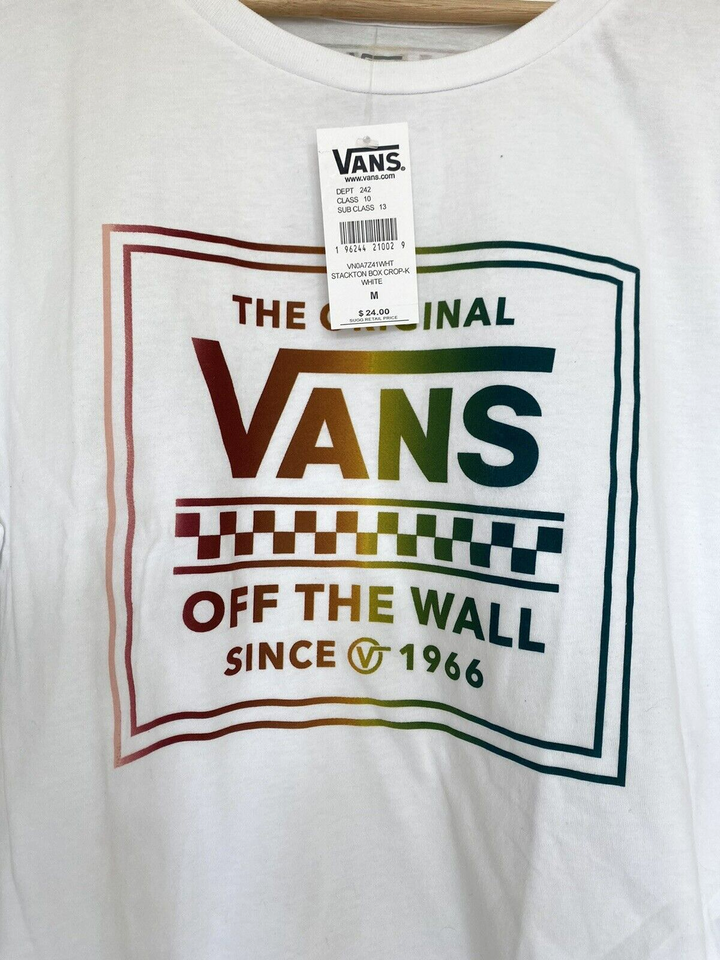 VANS
www.vans.com
DEPT 242
CLASS 10
SUB CLASS 13
1 96244 21002 9
VN0A7Z41WHT
STACKTON BOX CROP-K
WHITE
M
$ 24.00
SUGG RETAIL PRICE
THE O INAL
VANS
OFF THE WALL
SINCE V 1966